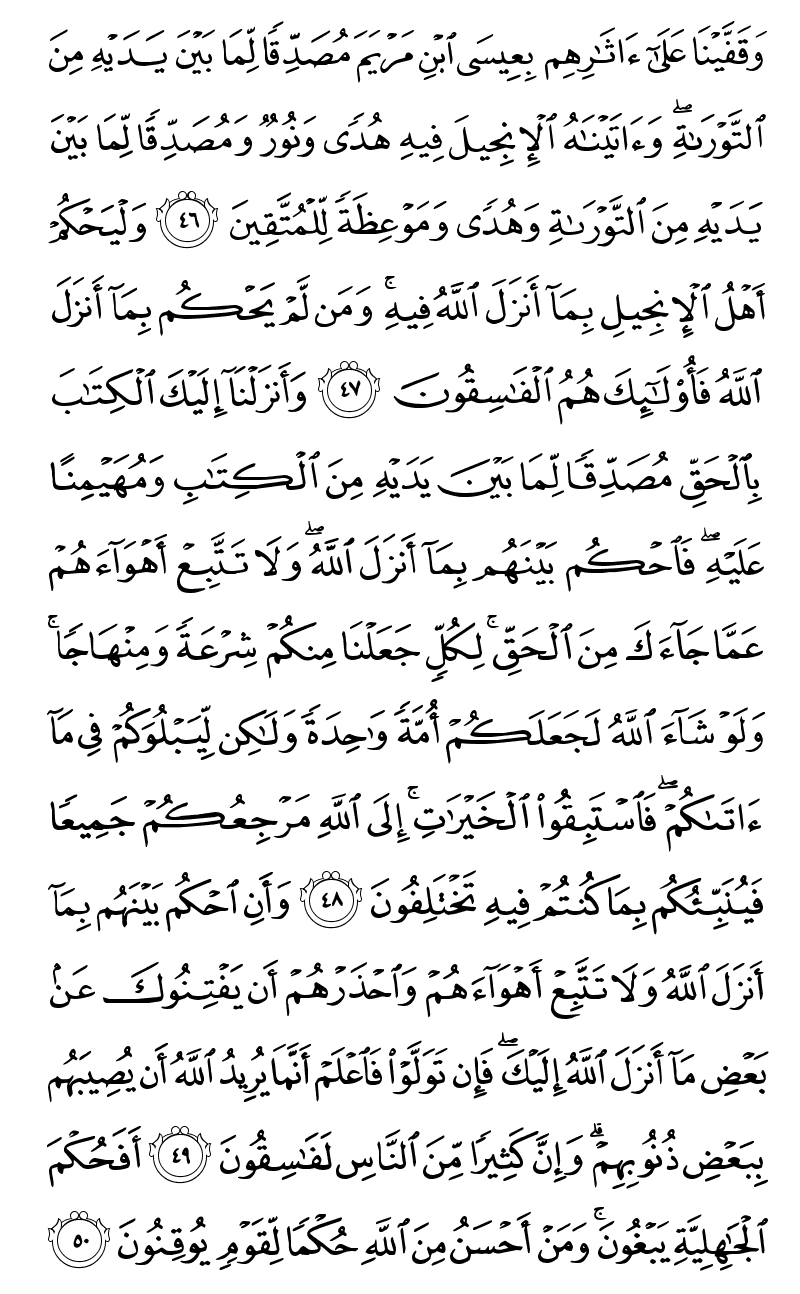 وَقَفَّيْنَا عَلَىٰٓ ءَاثَٰرِهِم بِعِيسَى ٱبْنِ مَرْيَمَ مُصَدِّقًا لِّمَا بَيْنَ يَدَيْهِ مِنَ
ٱلتَّوْرَىٰةِۖ وَءَاتَيْنَٰهُ ٱلْإِنجِيلَ فِيهِ هُدًى وَنُورٌ وَمُصَدِّقًا لِّمَا بَيْنَ
يَدَيْهِ مِنَ ٱلتَّوْرَىٰةِ وَهُدًى وَمَوْعِظَةً لِّلْمُتَّقِينَ ٤٦ وَلْيَحْكُمْ
أَهْلُ ٱلْإِنجِيلِ بِمَآ أَنزَلَ ٱللَّهُ فِيهِۚ وَمَن لَّمْ يَحْكُم بِمَآ أَنزَلَ
ٱللَّهُ فَأُو۟لَٰٓئِكَ هُمُ ٱلْفَٰسِقُونَ ٤٧ وَأَنزَلْنَآ إِلَيْكَ ٱلْكِتَٰبَ
بِٱلْحَقِّ مُصَدِّقًا لِّمَا بَيْنَ يَدَيْهِ مِنَ ٱلْكِتَٰبِ وَمُهَيْمِنًا
عَلَيْهِۖ فَٱحْكُم بَيْنَهُم بِمَآ أَنزَلَ ٱللَّهُۖ وَلَا تَتَّبِعْ أَهْوَآءَهُمْ
عَمَّا جَآءَكَ مِنَ ٱلْحَقِّۚ لِكُلٍّ جَعَلْنَا مِنكُمْ شِرْعَةً وَمِنْهَاجًاۚ
وَلَوْ شَآءَ ٱللَّهُ لَجَعَلَكُمْ أُمَّةً وَٰحِدَةً وَلَٰكِن لِّيَبْلُوَكُمْ فِى مَآ
ءَاتَىٰكُمْۖ فَٱسْتَبِقُوا۟ ٱلْخَيْرَٰتِۚ إِلَى ٱللَّهِ مَرْجِعُكُمْ جَمِيعًا
فَيُنَبِّئُكُم بِمَا كُنتُمْ فِيهِ تَخْتَلِفُونَ ٤٨ وَأَنِ ٱحْكُم بَيْنَهُم بِمَآ
أَنزَلَ ٱللَّهُ وَلَا تَتَّبِعْ أَهْوَآءَهُمْ وَٱحْذَرْهُمْ أَن يَفْتِنُوكَ عَنۢ
بَعْضِ مَآ أَنزَلَ ٱللَّهُ إِلَيْكَۖ فَإِن تَوَلَّوْا۟ فَٱعْلَمْ أَنَّمَا يُرِيدُ ٱللَّهُ أَن يُصِيبَهُم
بِبَعْضِ ذُنُوبِهِمْۗ وَإِنَّ كَثِيرًا مِّنَ ٱلنَّاسِ لَفَٰسِقُونَ ٤٩ أَفَحُكْمَ
ٱلْجَٰهِلِيَّةِ يَبْغُونَۚ وَمَنْ أَحْسَنُ مِنَ ٱللَّهِ حُكْمًا لِّقَوْمٍ يُوقِنُونَ ٥٠